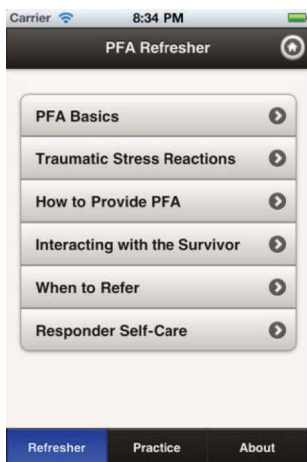 Carrier 8:34 PM
PFA Refresher
PFA Basics
Traumatic Stress Reactions
How to Provide PFA
Interacting with the Survivor
When to Refer
Responder Self-Care
Refresher Practice About